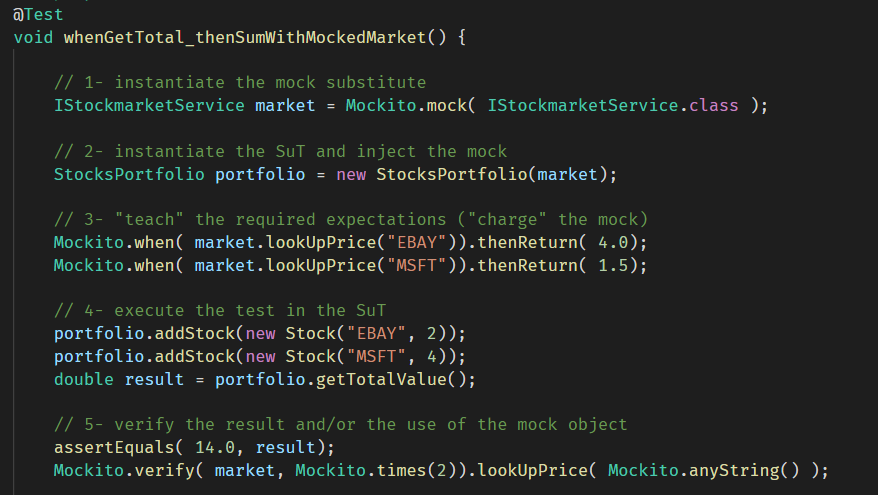 @Test
void whenGetTotal_thenSumWithMockedMarket() {
// 1- instantiate the mock substitute
IStockmarketService market = Mockito.mock( IStockmarketService.class );
// 2- instantiate the SuT and inject the mock
StocksPortfolio portfolio = new StocksPortfolio(market);
// 3- "teach" the required expectations ("charge" the mock)
Mockito.when( market.lookUpPrice("EBAY")).thenReturn( 4.0);
Mockito.when( market.lookUpPrice("MSFT")).thenReturn( 1.5);
// 4- execute the test in the SuT
portfolio.addStock(new Stock("EBAY", 2));
portfolio.addStock(new Stock("MSFT", 4));
double result = portfolio.getTotalValue();
// 5- verify the result and/or the use of the mock object
assertEquals( 14.0, result);
Mockito.verify( market, Mockito.times(2)).lookUpPrice( Mockito.anyString() );